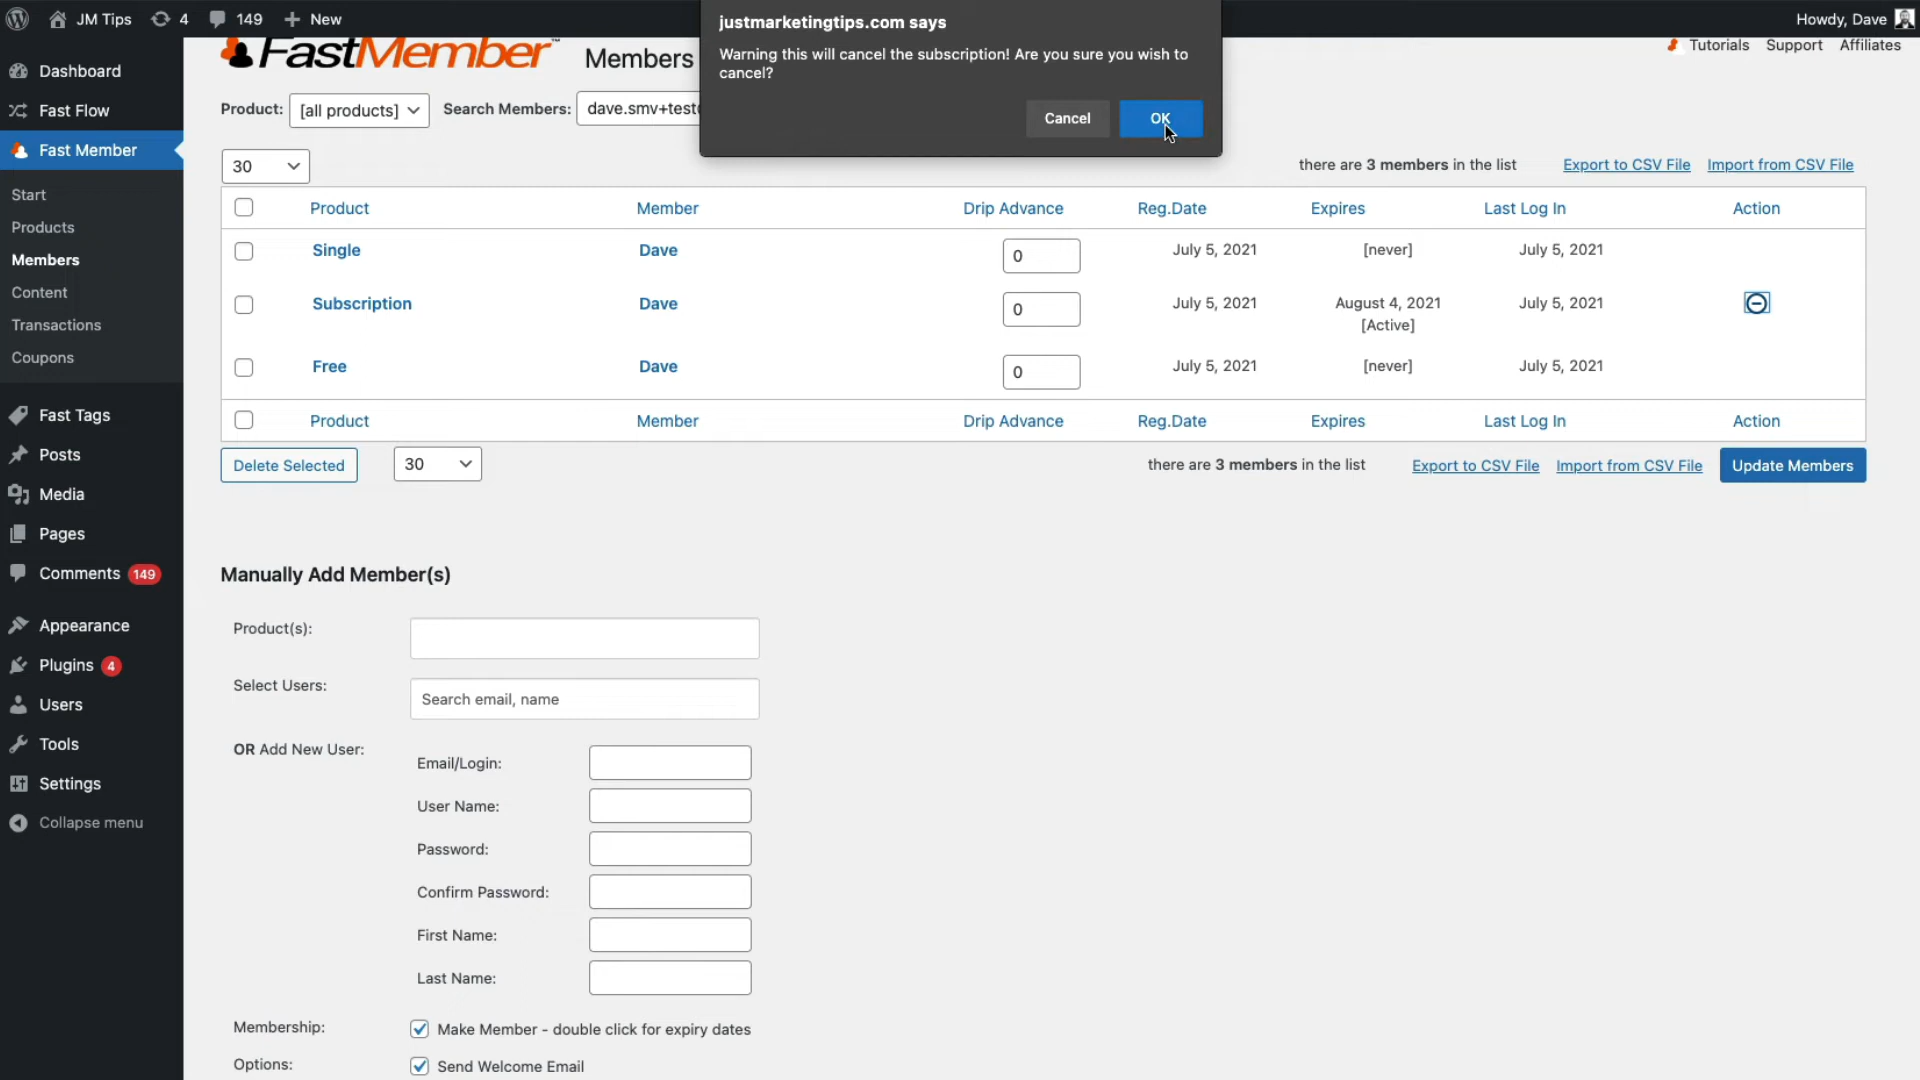 JM Tips
4
149
New
Howdy, Dave
justmarketingtips.com says
Warning this will cancel the subscription! Are you sure you wish to
cancel?
Cancel
OK
Dashboard
Fast Flow
Fast Member
Start
Products
Members
Content
Transactions
Coupons
Fast Tags
Posts
Media
Pages
Comments 149
Appearance
Plugins 4
Users
Tools
Settings
Collapse menu
FastMember™
Members
Tutorials Support Affiliates
Product: [all products] Search Members: dave.smv+test
30
there are 3 members in the list Export to CSV File Import from CSV File
Product Member Drip Advance Reg.Date Expires Last Log In Action
Single Dave 0 July 5, 2021 [never] July 5, 2021
Subscription Dave 0 July 5, 2021 August 4, 2021 July 5, 2021
[Active]
Free Dave 0 July 5, 2021 [never] July 5, 2021
Product Member Drip Advance Reg.Date Expires Last Log In Action
Delete Selected 30 there are 3 members in the list Export to CSV File Import from CSV File Update Members
Manually Add Member(s)
Product(s):
Select Users: Search email, name
OR Add New User:
Email/Login:
User Name:
Password:
Confirm Password:
First Name:
Last Name:
Membership: Make Member - double click for expiry dates
Options: Send Welcome Email